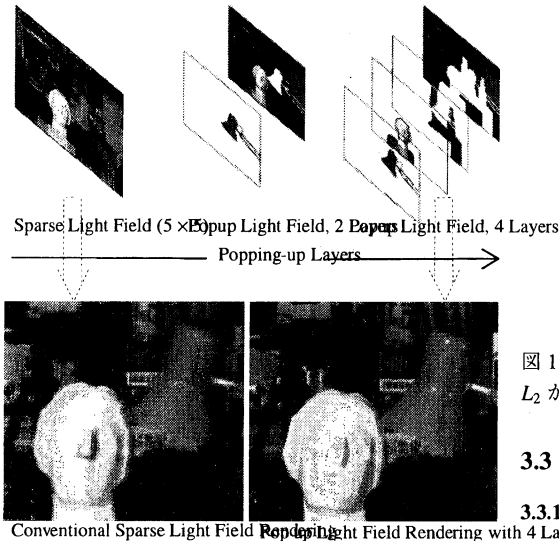 Sparse Light Field (5 ×5)
Popup Light Field, 2 Layers
Popup Light Field, 4 Layers
Popping-up Layers
図 1
L₂ か
3.3
3.3.1
Conventional Sparse Light Field Rendering
Popup Light Field Rendering with 4 La